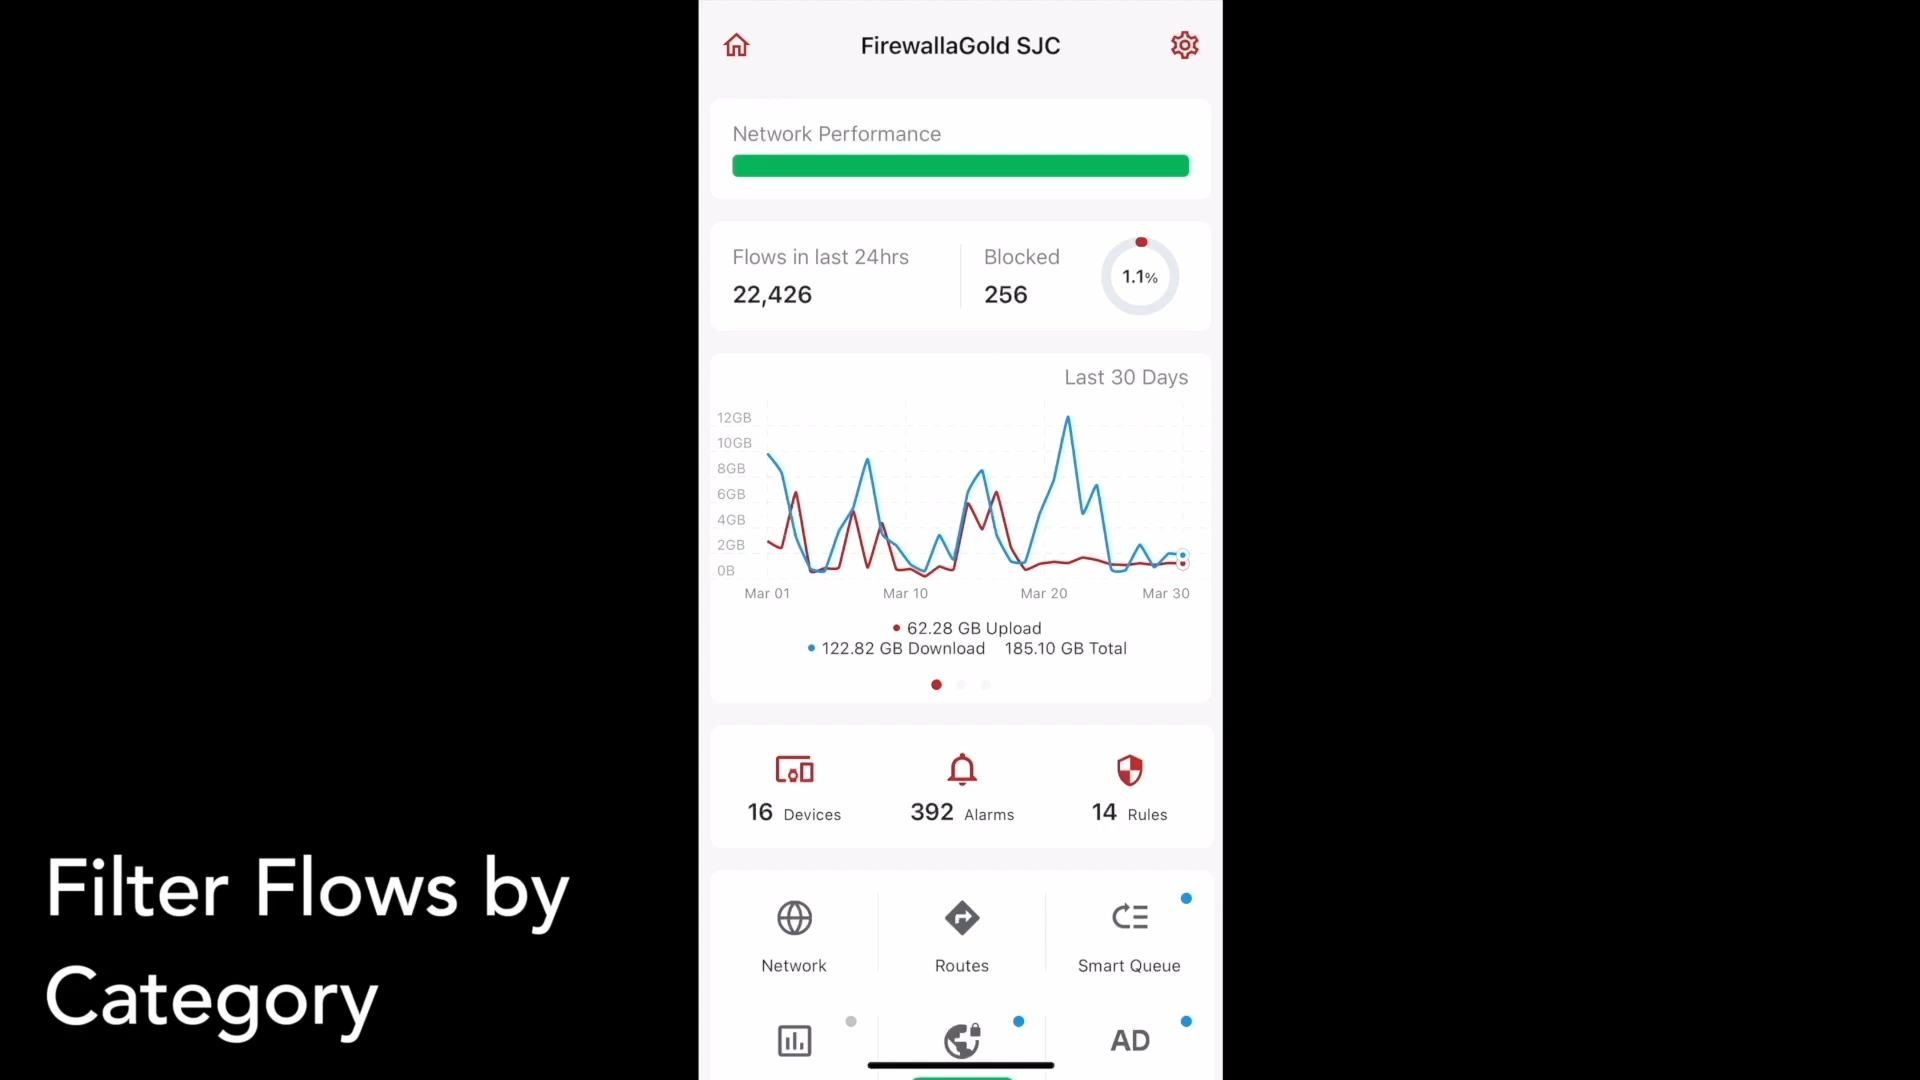 FirewallaGold SJC
Network Performance
Flows in last 24hrs
22,426
Blocked
256
1.1%
Last 30 Days
12GB
10GB
8GB
6GB
4GB
2GB
0B
Mar 01
Mar 10
Mar 20
Mar 30
62.28 GB Upload
122.82 GB Download 185.10 GB Total
16 Devices
392 Alarms
14 Rules
Network
Routes
Smart Queue
AD
Filter Flows by
Category